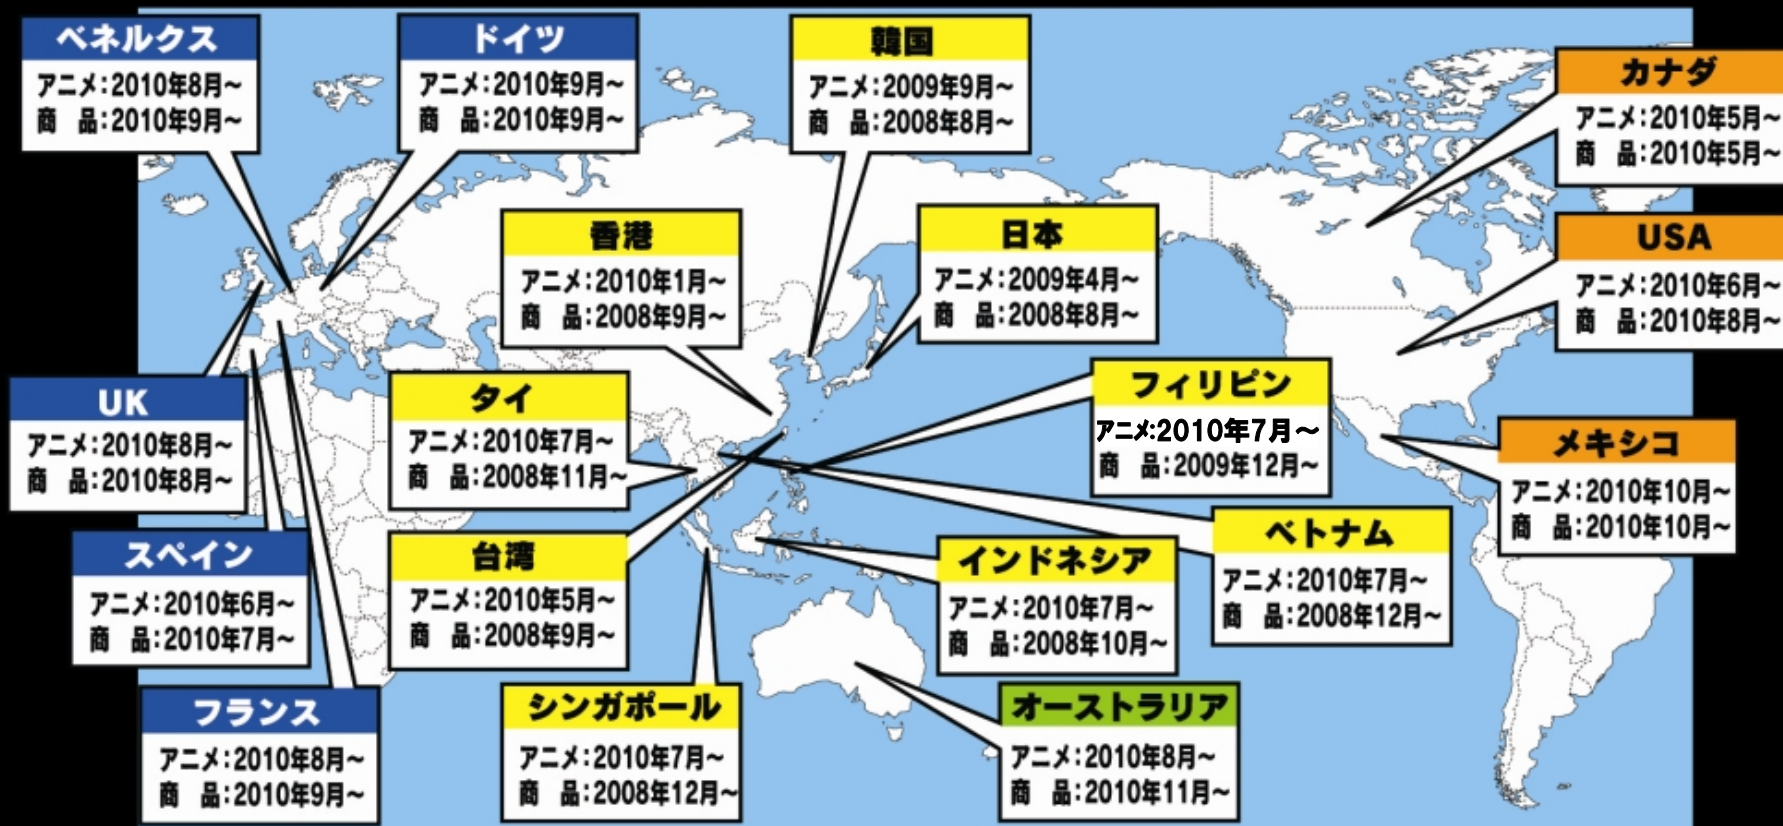 ベネルクス
アニメ:2010年8月～
商　品:2010年9月～
ドイツ
アニメ:2010年9月～
商　品:2010年9月～
韓国
アニメ:2009年9月～
商　品:2008年8月～
カナダ
アニメ:2010年5月～
商　品:2010年5月～
香港
アニメ:2010年1月～
商　品:2008年9月～
日本
アニメ:2009年4月～
商　品:2008年8月～
USA
アニメ:2010年6月～
商　品:2010年8月～
UK
アニメ:2010年8月～
商　品:2010年8月～
タイ
アニメ:2010年7月～
商　品:2008年11月～
フィリピン
アニメ:2010年7月～
商　品:2009年12月～
メキシコ
アニメ:2010年10月～
商　品:2010年10月～
スペイン
アニメ:2010年6月～
商　品:2010年7月～
台湾
アニメ:2010年5月～
商　品:2008年9月～
インドネシア
アニメ:2010年7月～
商　品:2008年10月～
ベトナム
アニメ:2010年7月～
商　品:2008年12月～
フランス
アニメ:2010年8月～
商　品:2010年9月～
シンガポール
アニメ:2010年7月～
商　品:2008年12月～
オーストラリア
アニメ:2010年8月～
商　品:2010年11月～